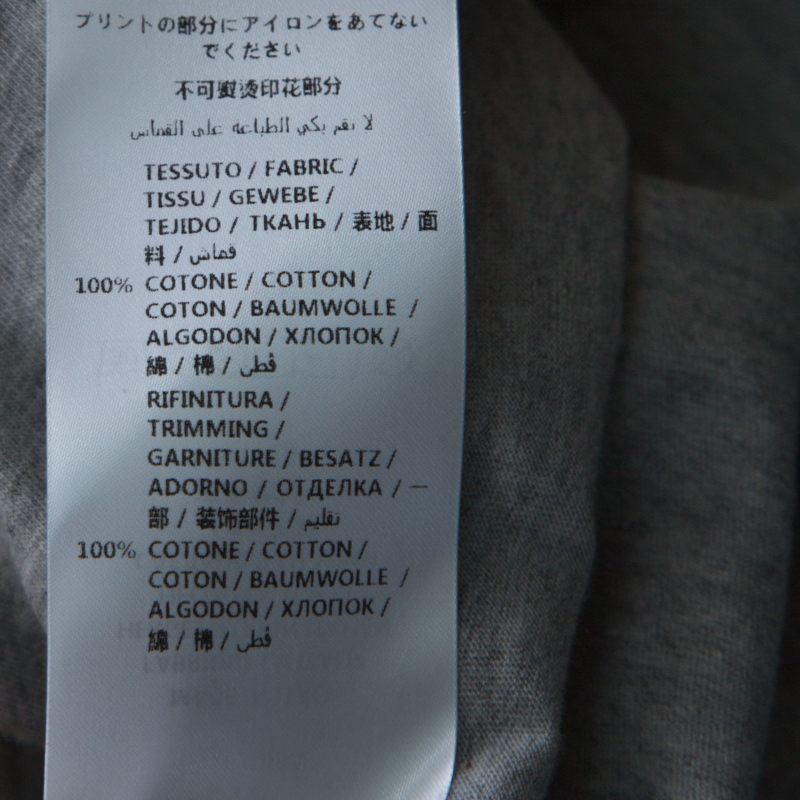 プリントの部分にアイロンをあてない
でください
不可熨烫印花部分
لا تقم بكي الطباعة على القماش
TESSUTO / FABRIC /
TISSU / GEWEBE /
TEJIDO / ТКАНЬ / 表地 / 面
料 / قماش
100% COTONE / COTTON /
COTON / BAUMWOLLE /
ALGODON / ХЛОПОК /
綿 / 棉 / قطن
RIFINITURA /
TRIMMING /
GARNITURE / BESATZ /
ADORNO / ОТДЕЛКА / 一
部 / 装饰部件 / تقليم
100% COTONE / COTTON /
COTON / BAUMWOLLE /
ALGODON / ХЛОПОК /
綿 / 棉 / قطن